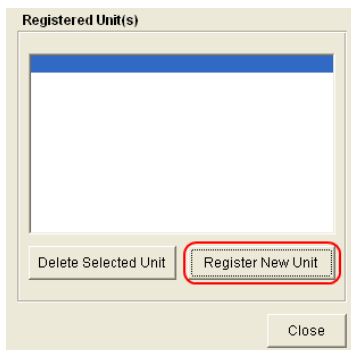 Registered Unit(s)
Delete Selected Unit
Register New Unit
Close